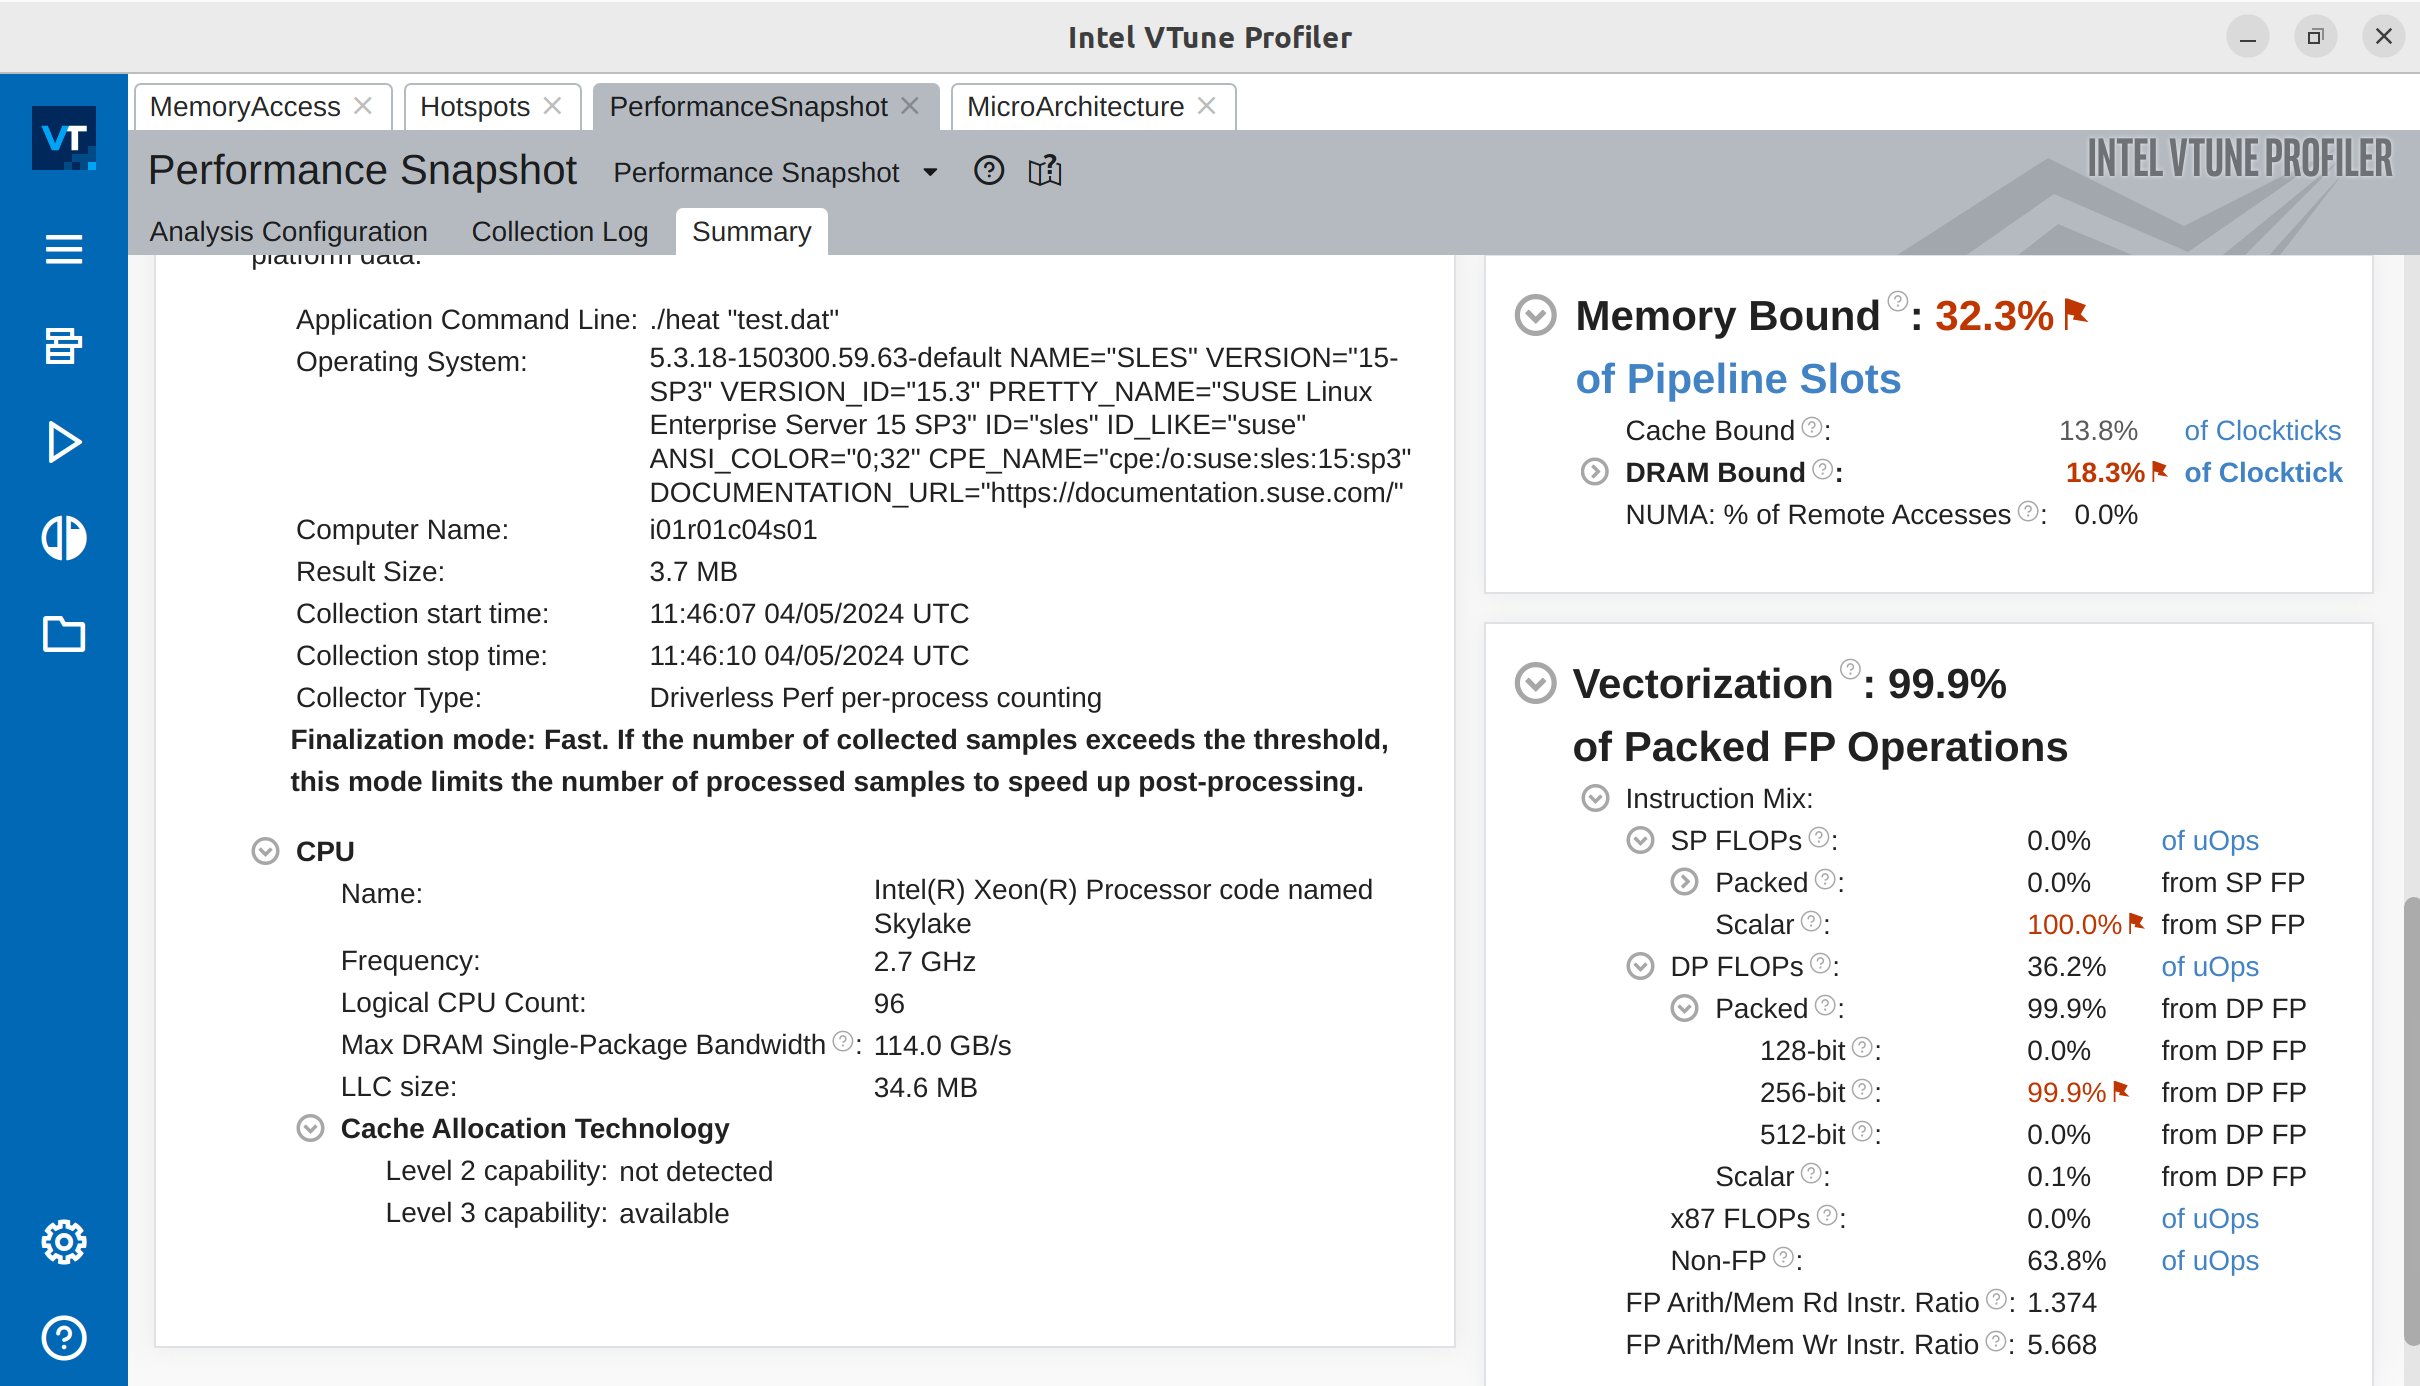 Intel VTune Profiler
MemoryAccess
Hotspots
PerformanceSnapshot
MicroArchitecture
VT
Performance Snapshot
Performance Snapshot
INTEL VTUNE PROFILER
Analysis Configuration
Collection Log
Summary
platform data.
Application Command Line: ./heat "test.dat"
Operating System: 5.3.18-150300.59.63-default NAME="SLES" VERSION="15-
SP3" VERSION_ID="15.3" PRETTY_NAME="SUSE Linux
Enterprise Server 15 SP3" ID="sles" ID_LIKE="suse"
ANSI_COLOR="0;32" CPE_NAME="cpe:/o:suse:sles:15:sp3"
DOCUMENTATION_URL="https://documentation.suse.com/"
Computer Name: i01r01c04s01
Result Size: 3.7 MB
Collection start time: 11:46:07 04/05/2024 UTC
Collection stop time: 11:46:10 04/05/2024 UTC
Collector Type: Driverless Perf per-process counting
Finalization mode: Fast. If the number of collected samples exceeds the threshold,
this mode limits the number of processed samples to speed up post-processing.
CPU
Name: Intel(R) Xeon(R) Processor code named
Skylake
Frequency: 2.7 GHz
Logical CPU Count: 96
Max DRAM Single-Package Bandwidth ?: 114.0 GB/s
LLC size: 34.6 MB
Cache Allocation Technology
Level 2 capability: not detected
Level 3 capability: available
Memory Bound ?: 32.3%
of Pipeline Slots
Cache Bound ?: 13.8% of Clockticks
DRAM Bound ?: 18.3% of Clocktick
NUMA: % of Remote Accesses ?: 0.0%
Vectorization ?: 99.9%
of Packed FP Operations
Instruction Mix:
SP FLOPs ?: 0.0% of uOps
Packed ?: 0.0% from SP FP
Scalar ?: 100.0% from SP FP
DP FLOPs ?: 36.2% of uOps
Packed ?: 99.9% from DP FP
128-bit ?: 0.0% from DP FP
256-bit ?: 99.9% from DP FP
512-bit ?: 0.0% from DP FP
Scalar ?: 0.1% from DP FP
x87 FLOPs ?: 0.0% of uOps
Non-FP ?: 63.8% of uOps
FP Arith/Mem Rd Instr. Ratio ?: 1.374
FP Arith/Mem Wr Instr. Ratio ?: 5.668